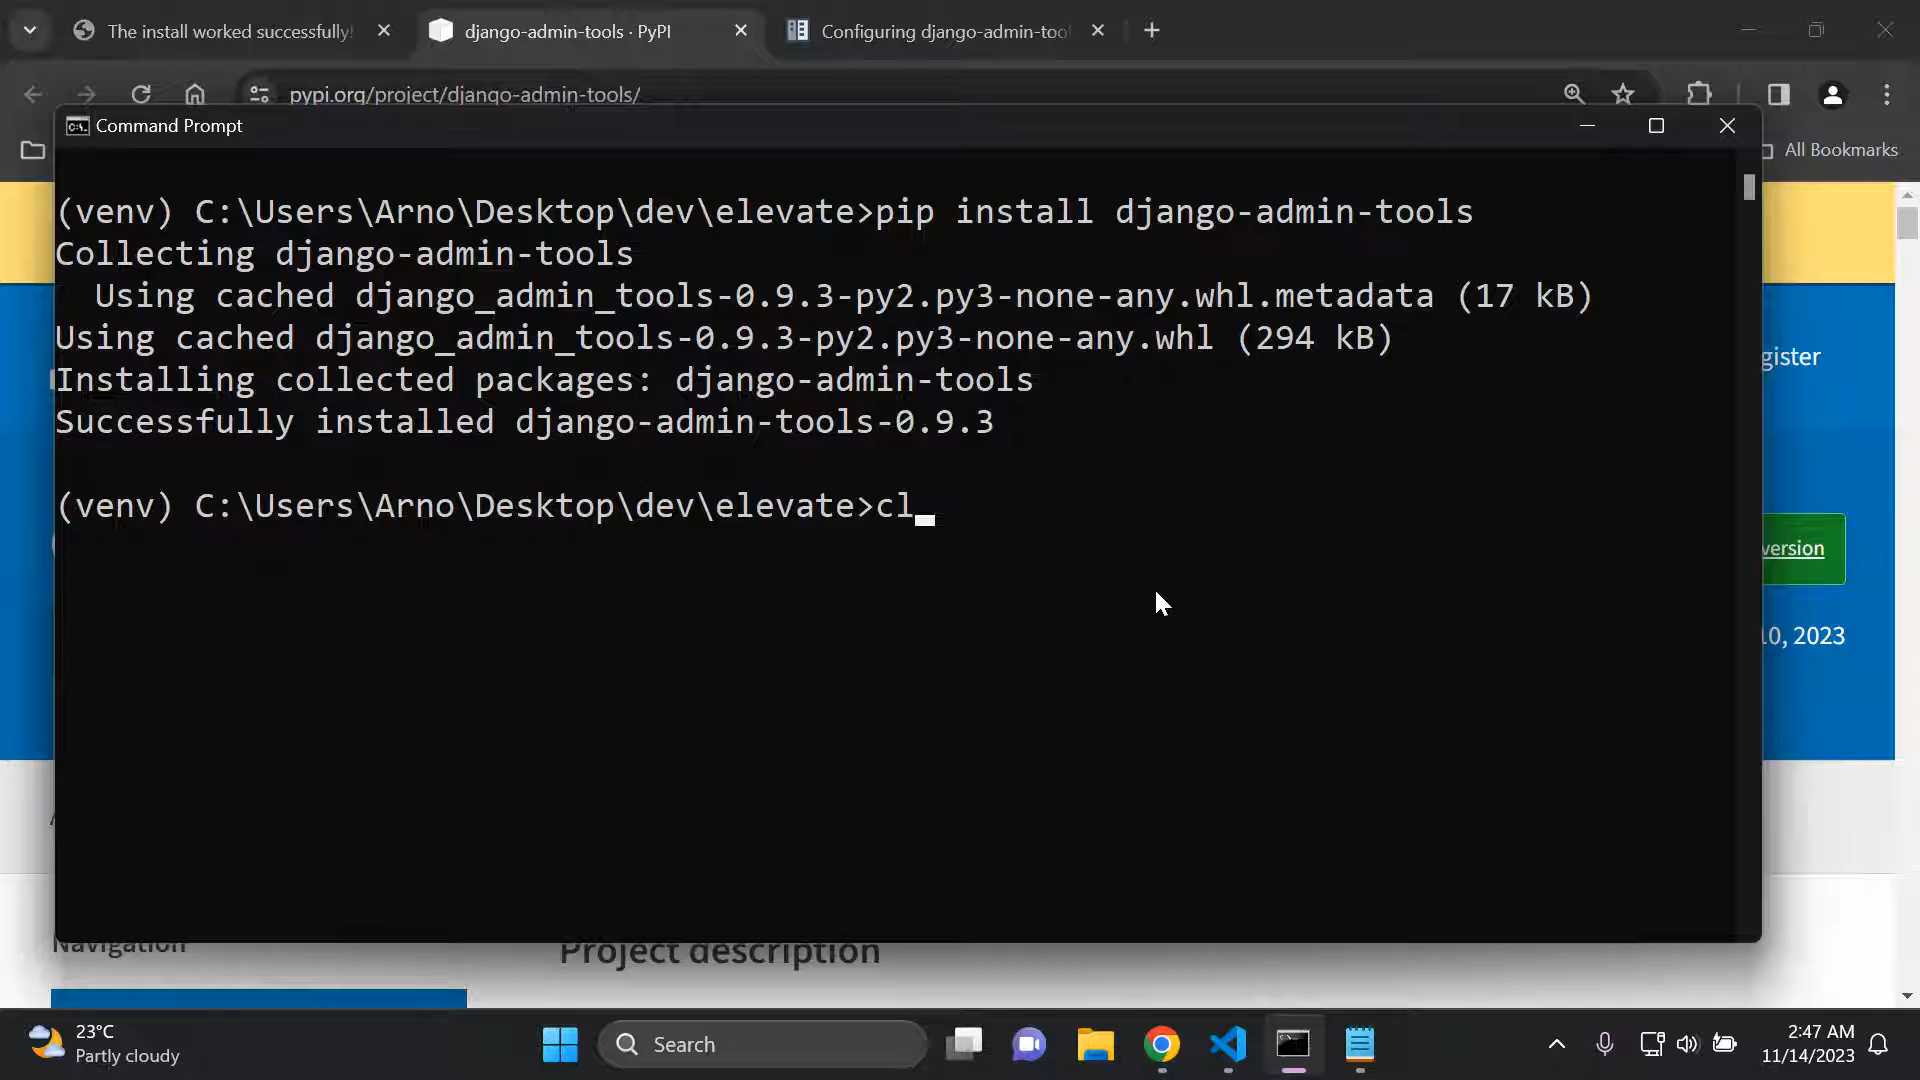 The install worked successfully!
django-admin-tools · PyPI
Configuring django-admin-too
pypi.org/project/django-admin-tools/
Command Prompt
All Bookmarks
(venv) C:\Users\Arno\Desktop\dev\elevate>pip install django-admin-tools
Collecting django-admin-tools
Using cached django_admin_tools-0.9.3-py2.py3-none-any.whl.metadata (17 kB)
Using cached django_admin_tools-0.9.3-py2.py3-none-any.whl (294 kB)
gister
Installing collected packages: django-admin-tools
Successfully installed django-admin-tools-0.9.3
(venv) C:\Users\Arno\Desktop\dev\elevate>cl_
version
10, 2023
Navigation
Project description
23°C
Partly cloudy
Search
2:47 AM
11/14/2023